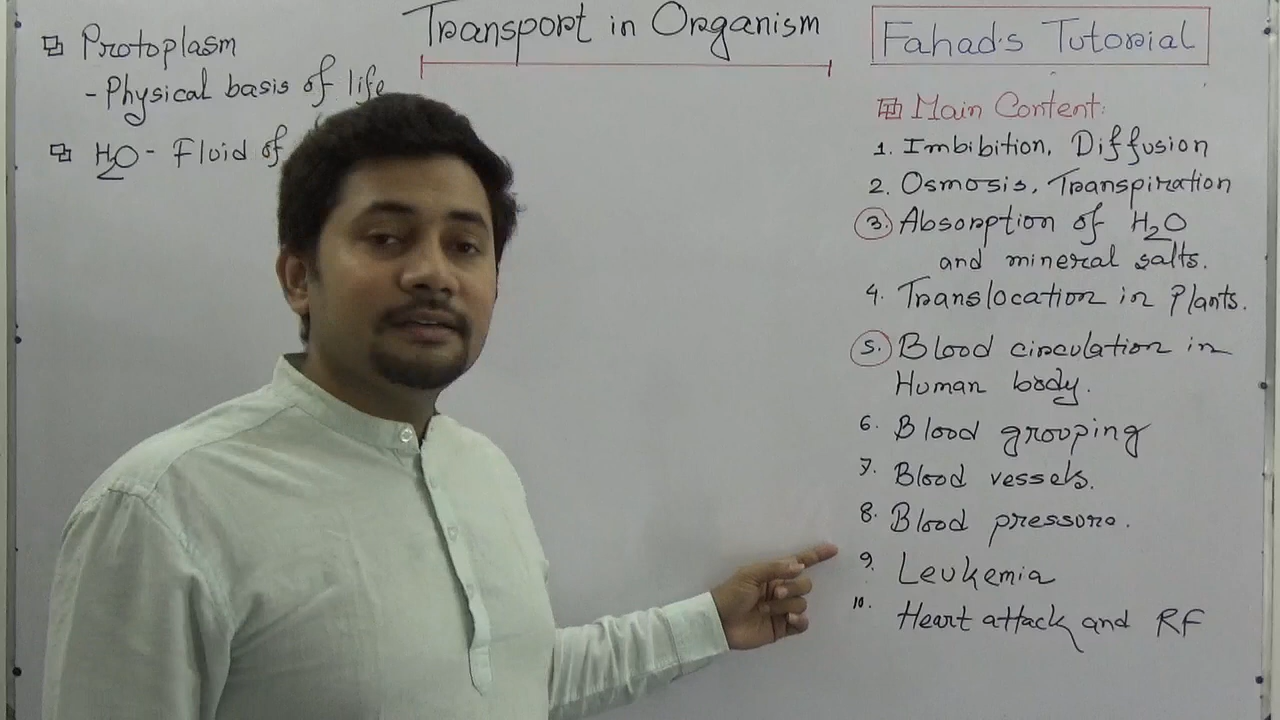 Transport in Organism
Protoplasm
- Physical basis of life
H2O - Fluid of
Fahad's Tutorial
Main Content:
1. Imbibition, Diffusion
2. Osmosis, Transpiration
3. Absorption of H2O
and mineral salts.
4. Translocation in Plants.
5. Blood circulation in
Human body.
6. Blood grouping
7. Blood vessels.
8. Blood pressure.
9. Leukemia
10. Heart attack and RF